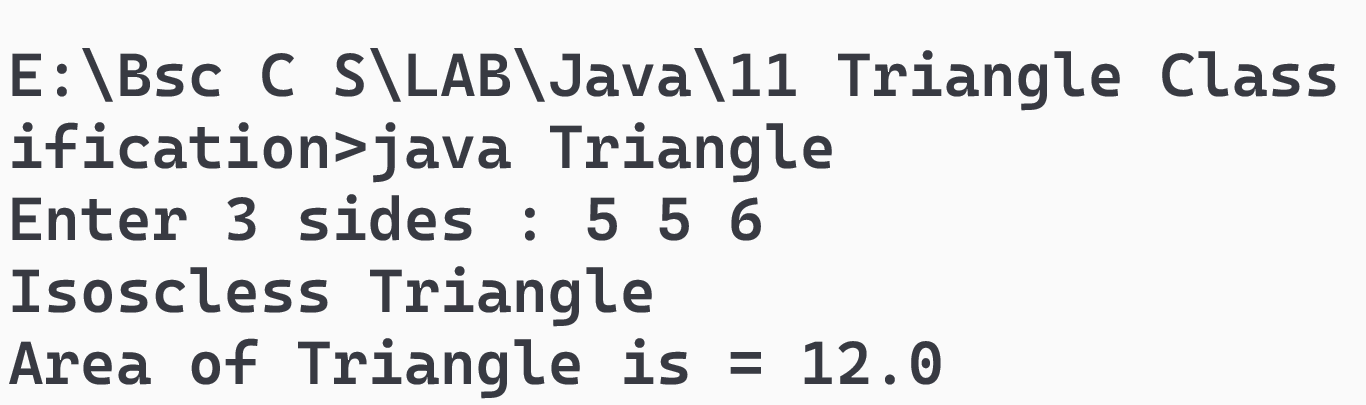 E:\Bsc C S\LAB\Java\11 Triangle Class
ification>java Triangle
Enter 3 sides : 5 5 6
Isoscless Triangle
Area of Triangle is = 12.0